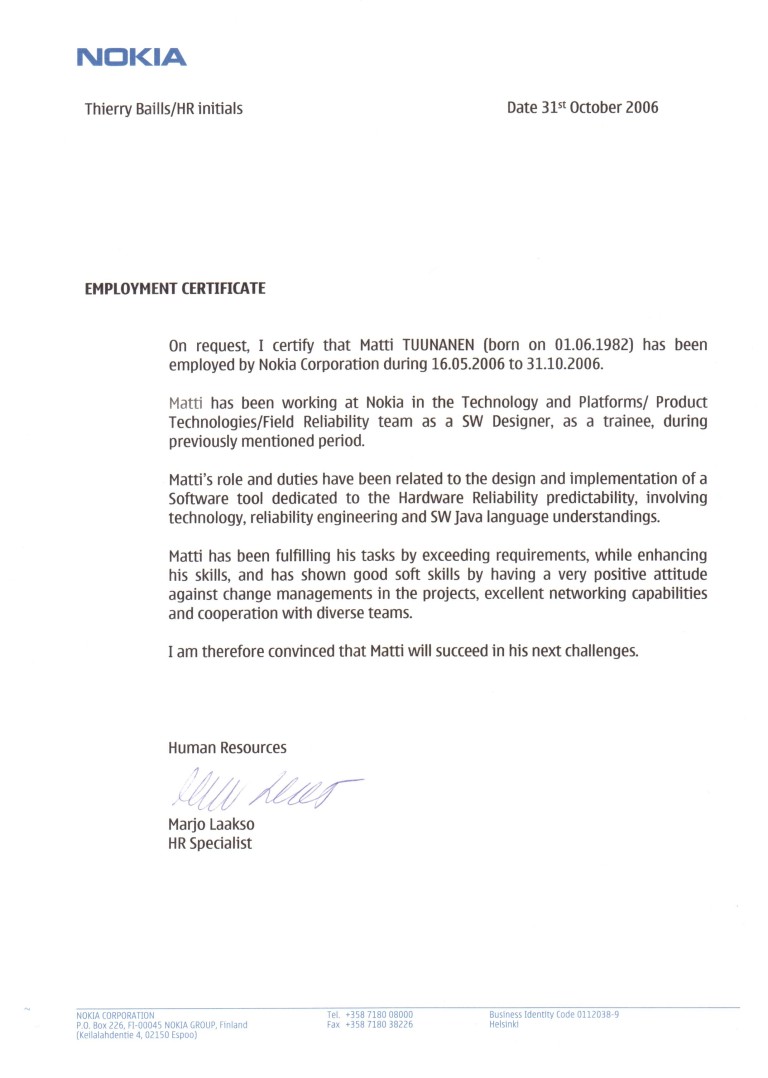 NOKIA
Thierry Baills/HR initials
Date 31st October 2006
EMPLOYMENT CERTIFICATE
On request, I certify that Matti TUUNANEN (born on 01.06.1982) has been
employed by Nokia Corporation during 16.05.2006 to 31.10.2006.
Matti has been working at Nokia in the Technology and Platforms/ Product
Technologies/Field Reliability team as a SW Designer, as a trainee, during
previously mentioned period.
Matti's role and duties have been related to the design and implementation of a
Software tool dedicated to the Hardware Reliability predictability, involving
technology, reliability engineering and SW Java language understandings.
Matti has been fulfilling his tasks by exceeding requirements, while enhancing
his skills, and has shown good soft skills by having a very positive attitude
against change managements in the projects, excellent networking capabilities
and cooperation with diverse teams.
I am therefore convinced that Matti will succeed in his next challenges.
Human Resources
Marjo Laakso
HR Specialist
NOKIA CORPORATION
P.O. Box 226, FI-00045 NOKIA GROUP, Finland
(Keilalahdentie 4, 02150 Espoo)
Tel. +358 7180 08000
Fax +358 7180 38226
Business Identity Code 0112038-9
Helsinki